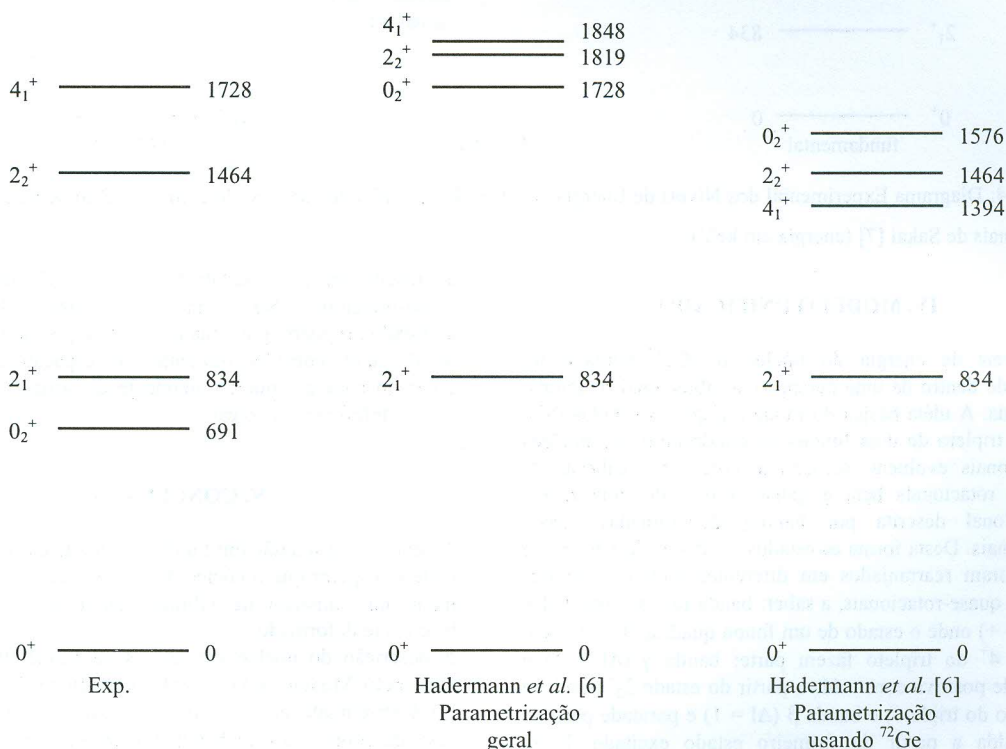 4₁⁺ 1848
2₂⁺ 1819
0₂⁺ 1728
4₁⁺ 1728
2₂⁺ 1464
0₂⁺ 1576
2₂⁺ 1464
4₁⁺ 1394
2₁⁺ 834
0₂⁺ 691
2₁⁺ 834
2₁⁺ 834
0⁺ 0
0⁺ 0
0⁺ 0
Exp.
Hadermann et al. [6]
Parametrização
geral
Hadermann et al. [6]
Parametrização
usando ⁷²Ge